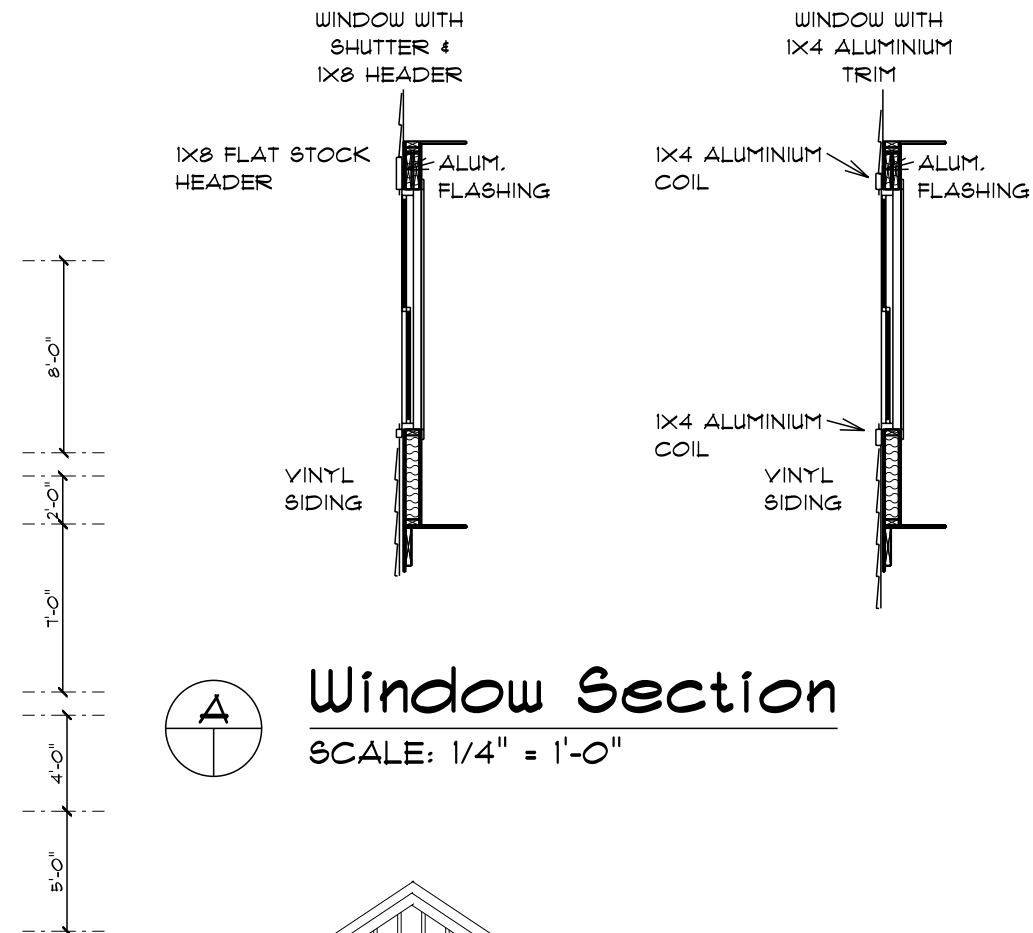 WINDOW WITH
SHUTTER &
1X8 HEADER
WINDOW WITH
1X4 ALUMINIUM
TRIM
1X8 FLAT STOCK
HEADER
ALUM.
FLASHING
1X4 ALUMINIUM
COIL
ALUM.
FLASHING
8'-0"
1X4 ALUMINIUM
COIL
VINYL
SIDING
VINYL
SIDING
2'-0"
7'-0"
A
Window Section
SCALE: 1/4" = 1'-0"
4'-0"
5'-0"